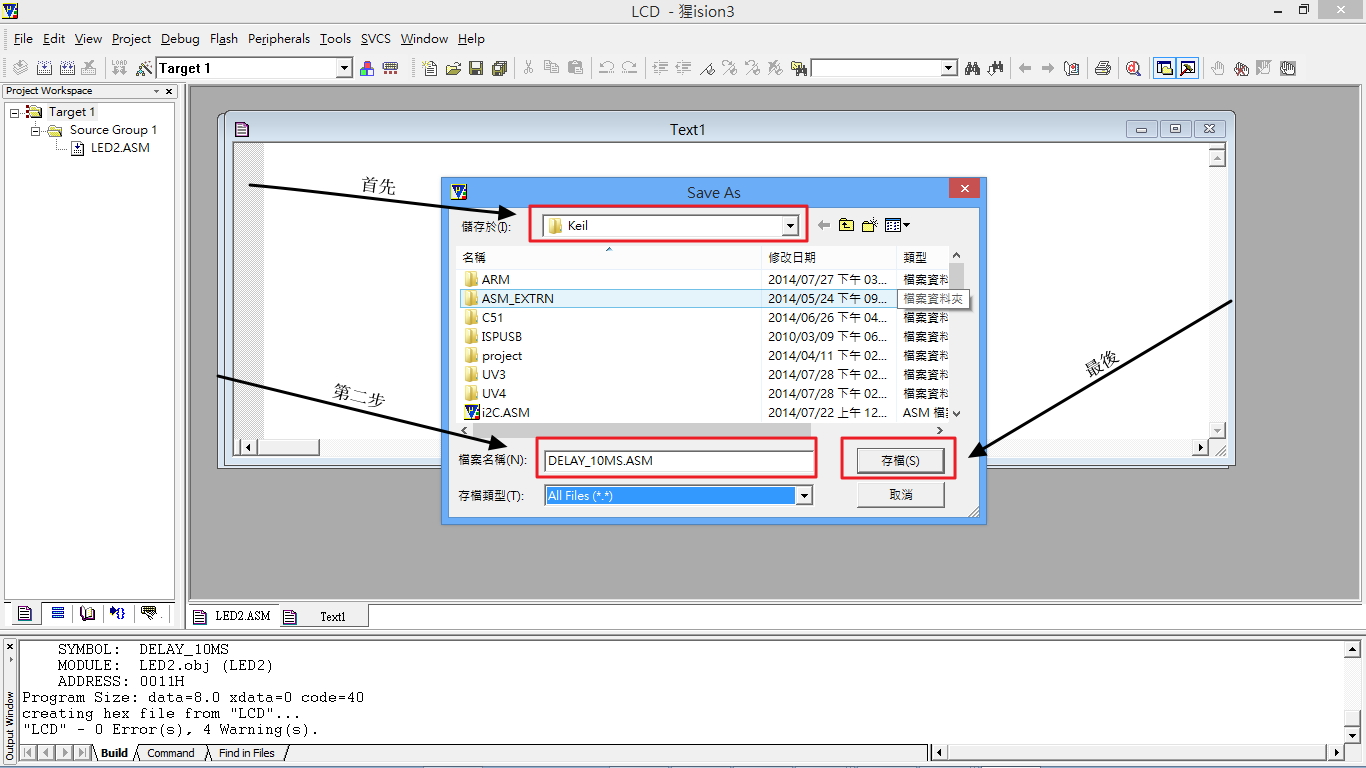 LCD - 猩ision3
File Edit View Project Debug Flash Peripherals Tools SVCS Window Help
LOAD
Target 1
Project Workspace
Target 1
Source Group 1
LED2.ASM
Text1
首先
第二步
最後
Save As
儲存於(I):
Keil
名稱 修改日期 類型
ARM 2014/07/27 下午 03... 檔案資料
ASM_EXTRN 2014/05/24 下午 09... 檔案資料夾
C51 2014/06/26 下午 04... 檔案資料
ISPUSB 2010/03/09 下午 06... 檔案資料
project 2014/04/11 下午 02... 檔案資料
UV3 2014/07/28 下午 02... 檔案資料
UV4 2014/07/28 下午 02... 檔案資料
i2C.ASM 2014/07/22 上午 12... ASM 檔
檔案名稱(N): DELAY_10MS.ASM 存檔(S)
存檔類型(T): All Files (*.*) 取消
LED2.ASM Text1
SYMBOL: DELAY_10MS
MODULE: LED2.obj (LED2)
ADDRESS: 0011H
Program Size: data=8.0 xdata=0 code=40
creating hex file from "LCD"...
"LCD" - 0 Error(s), 4 Warning(s).
Output Window
Build Command Find in Files